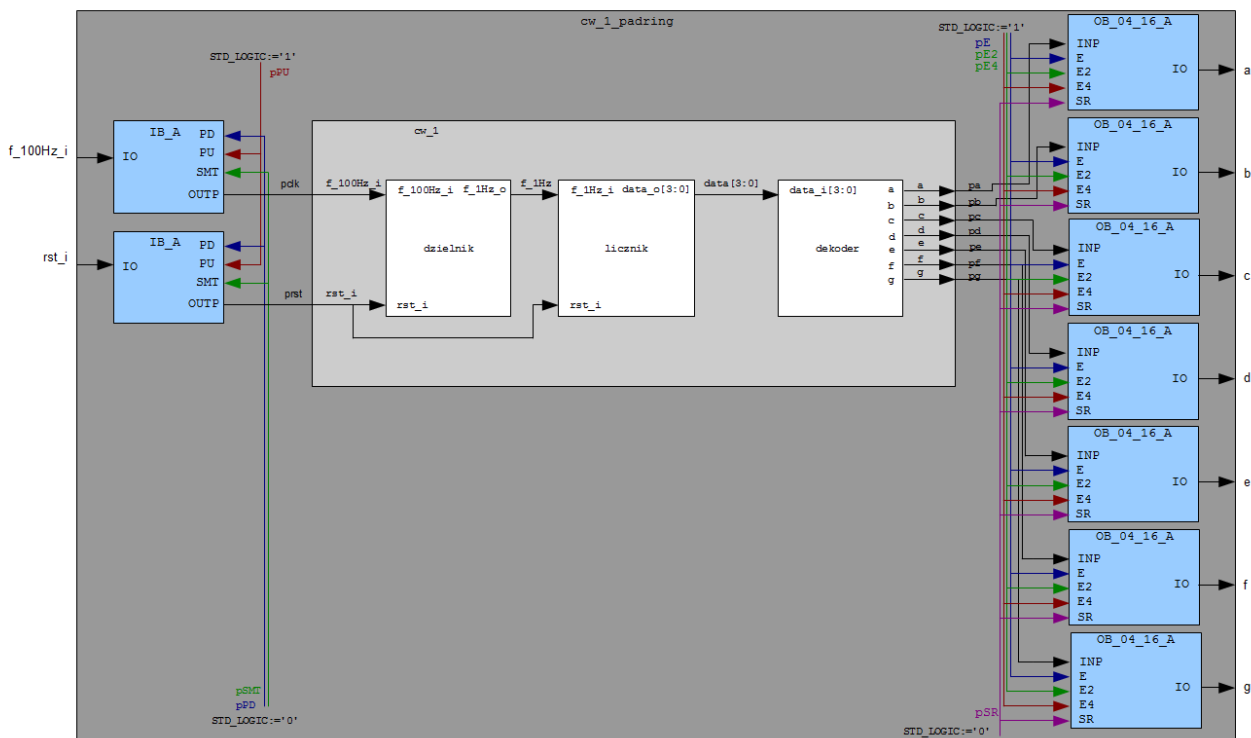 cw_1_padring
STD_LOGIC:='1'
pPU
f_100Hz_i
IB_A
IO
PD
PU
SMT
OUTP
pclk
rst_i
IB_A
IO
PD
PU
SMT
OUTP
prst
pSMT
pPD
STD_LOGIC:='0'
cw_1
f_100Hz_i
rst_i
f_100Hz_i f_1Hz_o
dzielnik
rst_i
f_1Hz
f_1Hz_i data_o[3:0]
licznik
rst_i
data[3:0]
data_i[3:0]
dekoder
a
b
c
d
e
f
g
a
b
c
d
e
f
g
pa
pb
pc
pd
pe
pf
pg
STD_LOGIC:='1'
pE
pE2
pE4
pSR
STD_LOGIC:='0'
OB_04_16_A
INP
E
E2
E4
SR
IO
a
OB_04_16_A
INP
E
E2
E4
SR
IO
b
OB_04_16_A
INP
E
E2
E4
SR
IO
c
OB_04_16_A
INP
E
E2
E4
SR
IO
d
OB_04_16_A
INP
E
E2
E4
SR
IO
e
OB_04_16_A
INP
E
E2
E4
SR
IO
f
OB_04_16_A
INP
E
E2
E4
SR
IO
g